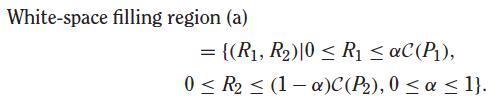 White-space filling region (a)
= {(R₁, R₂)|0 ≤ R₁ ≤ α𝒞(P₁),
0 ≤ R₂ ≤ (1 − α)𝒞(P₂), 0 ≤ α ≤ 1}.